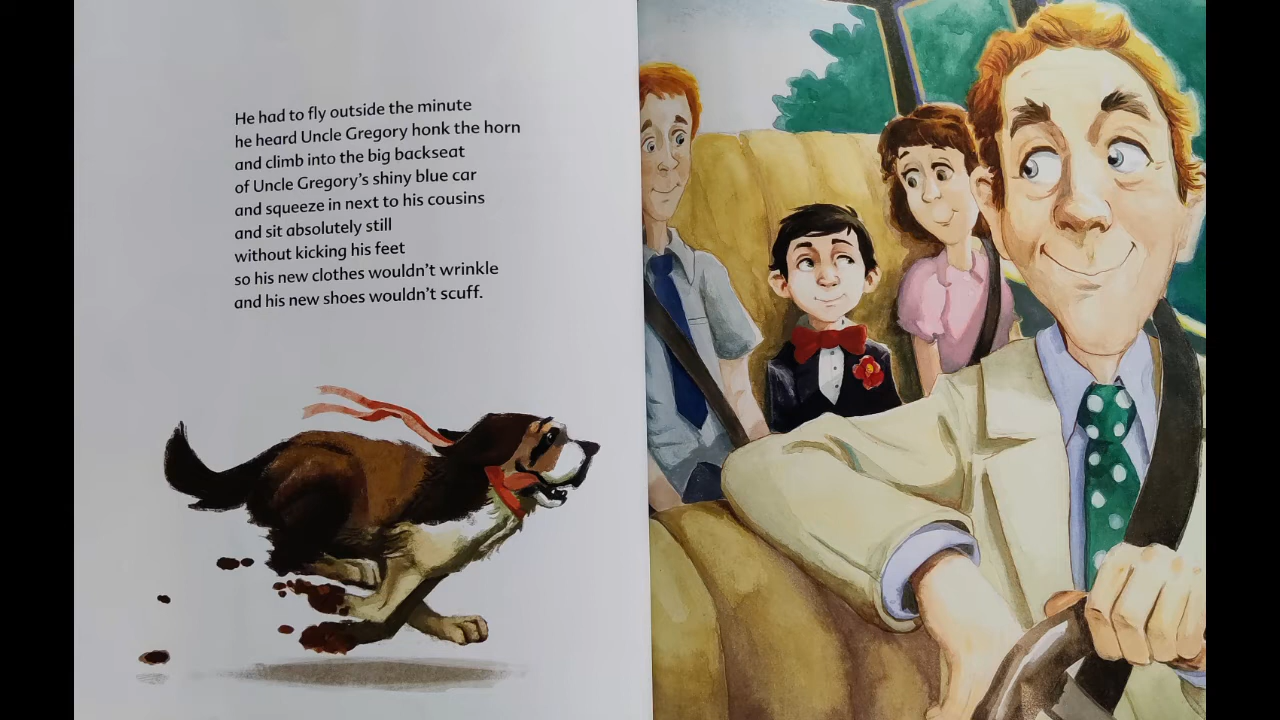 He had to fly outside the minute
he heard Uncle Gregory honk the horn
and climb into the big backseat
of Uncle Gregory’s shiny blue car
and squeeze in next to his cousins
and sit absolutely still
without kicking his feet
so his new clothes wouldn’t wrinkle
and his new shoes wouldn’t scuff.